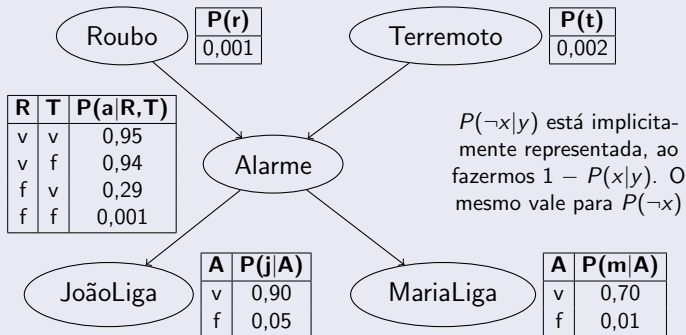 Roubo
P(r)
0,001
Terremoto
P(t)
0,002
R T P(a|R,T)
v v 0,95
v f 0,94
f v 0,29
f f 0,001
Alarme
P(¬x|y) está implicita-
mente representada, ao
fazermos 1 − P(x|y). O
mesmo vale para P(¬x)
JoãoLiga
A P(j|A)
v 0,90
f 0,05
MariaLiga
A P(m|A)
v 0,70
f 0,01